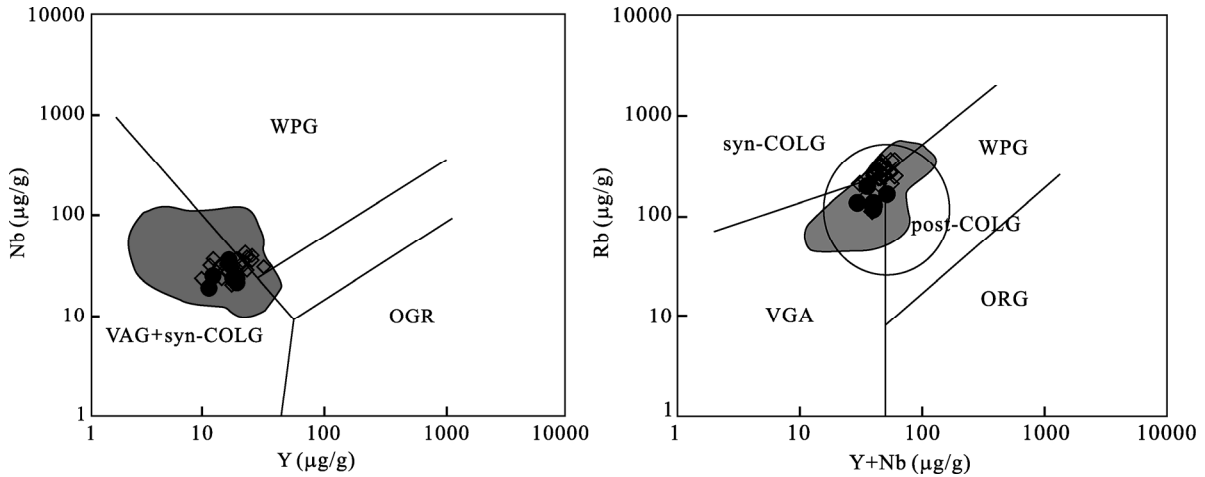 10000
1000
100
10
1
Nb (μg/g)
WPG
VAG+syn-COLG
OGR
1 10 100 1000 10000
Y (μg/g)
10000
1000
100
10
1
Rb (μg/g)
syn-COLG
WPG
post-COLG
VGA
ORG
1 10 100 1000 10000
Y+Nb (μg/g)